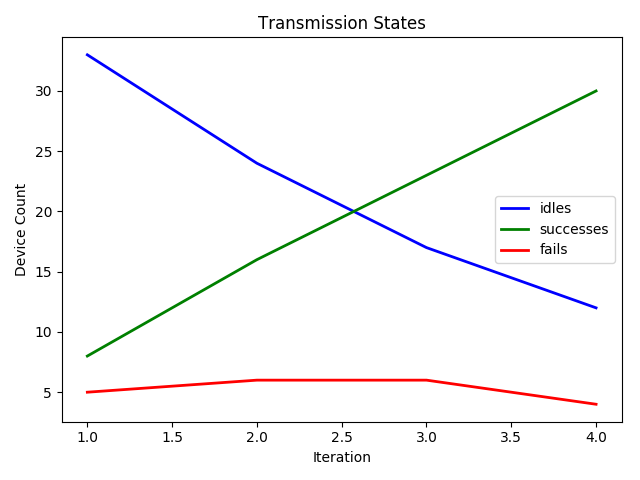 Transmission States
Device Count
30
25
20
15
10
5
idles
successes
fails
1.0 1.5 2.0 2.5 3.0 3.5 4.0
Iteration